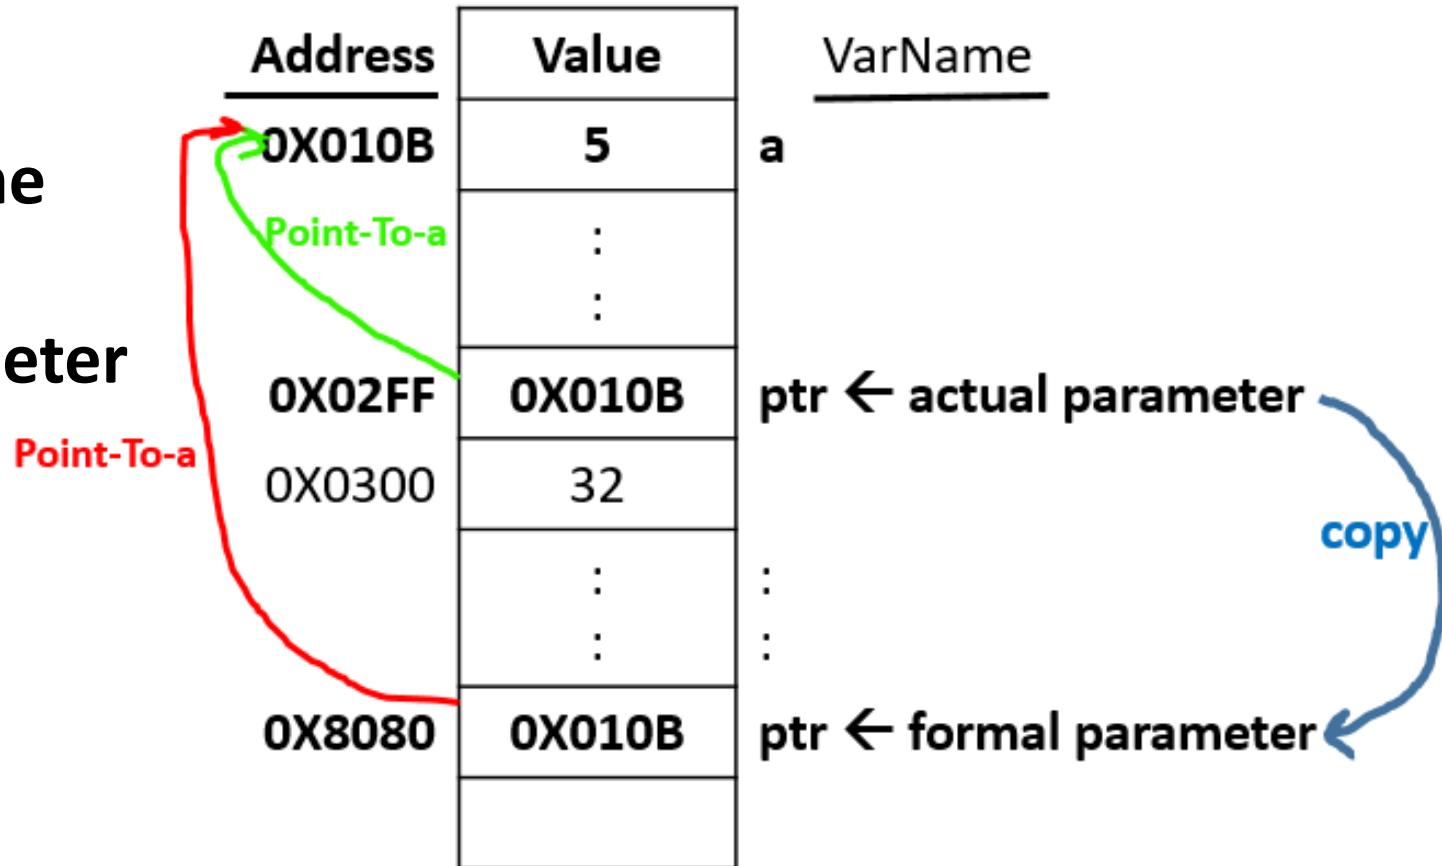 Address Value VarName
0X010B 5 a
Point-To-a :
:
eter
0X02FF 0X010B ptr ← actual parameter
Point-To-a
0X0300 32
copy
: :
: :
0X8080 0X010B ptr ← formal parameter